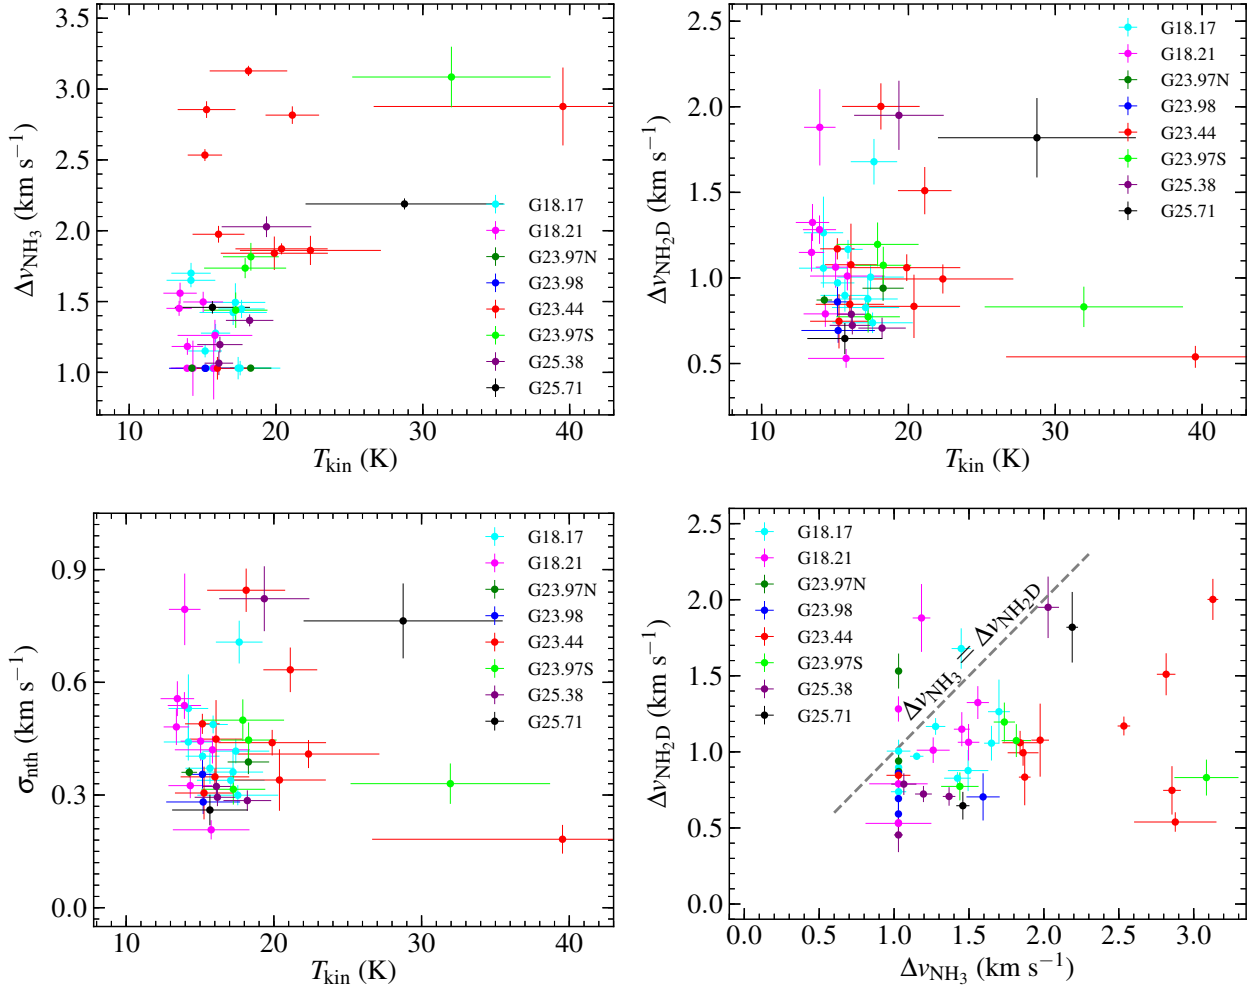 3.5
3.0
2.5
2.0
1.5
1.0
Δv_NH₃ (km s⁻¹)
10 20 30 40
T_kin (K)
G18.17
G18.21
G23.97N
G23.98
G23.44
G23.97S
G25.38
G25.71
2.5
2.0
1.5
1.0
0.5
Δv_NH₂D (km s⁻¹)
10 20 30 40
T_kin (K)
G18.17
G18.21
G23.97N
G23.98
G23.44
G23.97S
G25.38
G25.71
0.9
0.6
0.3
0.0
σ_nth (km s⁻¹)
10 20 30 40
T_kin (K)
G18.17
G18.21
G23.97N
G23.98
G23.44
G23.97S
G25.38
G25.71
2.5
2.0
1.5
1.0
0.5
0.0
Δv_NH₂D (km s⁻¹)
0.0 0.5 1.0 1.5 2.0 2.5 3.0
Δv_NH₃ (km s⁻¹)
G18.17
G18.21
G23.97N
G23.98
G23.44
G23.97S
G25.38
G25.71
Δv_NH₃ = Δv_NH₂D